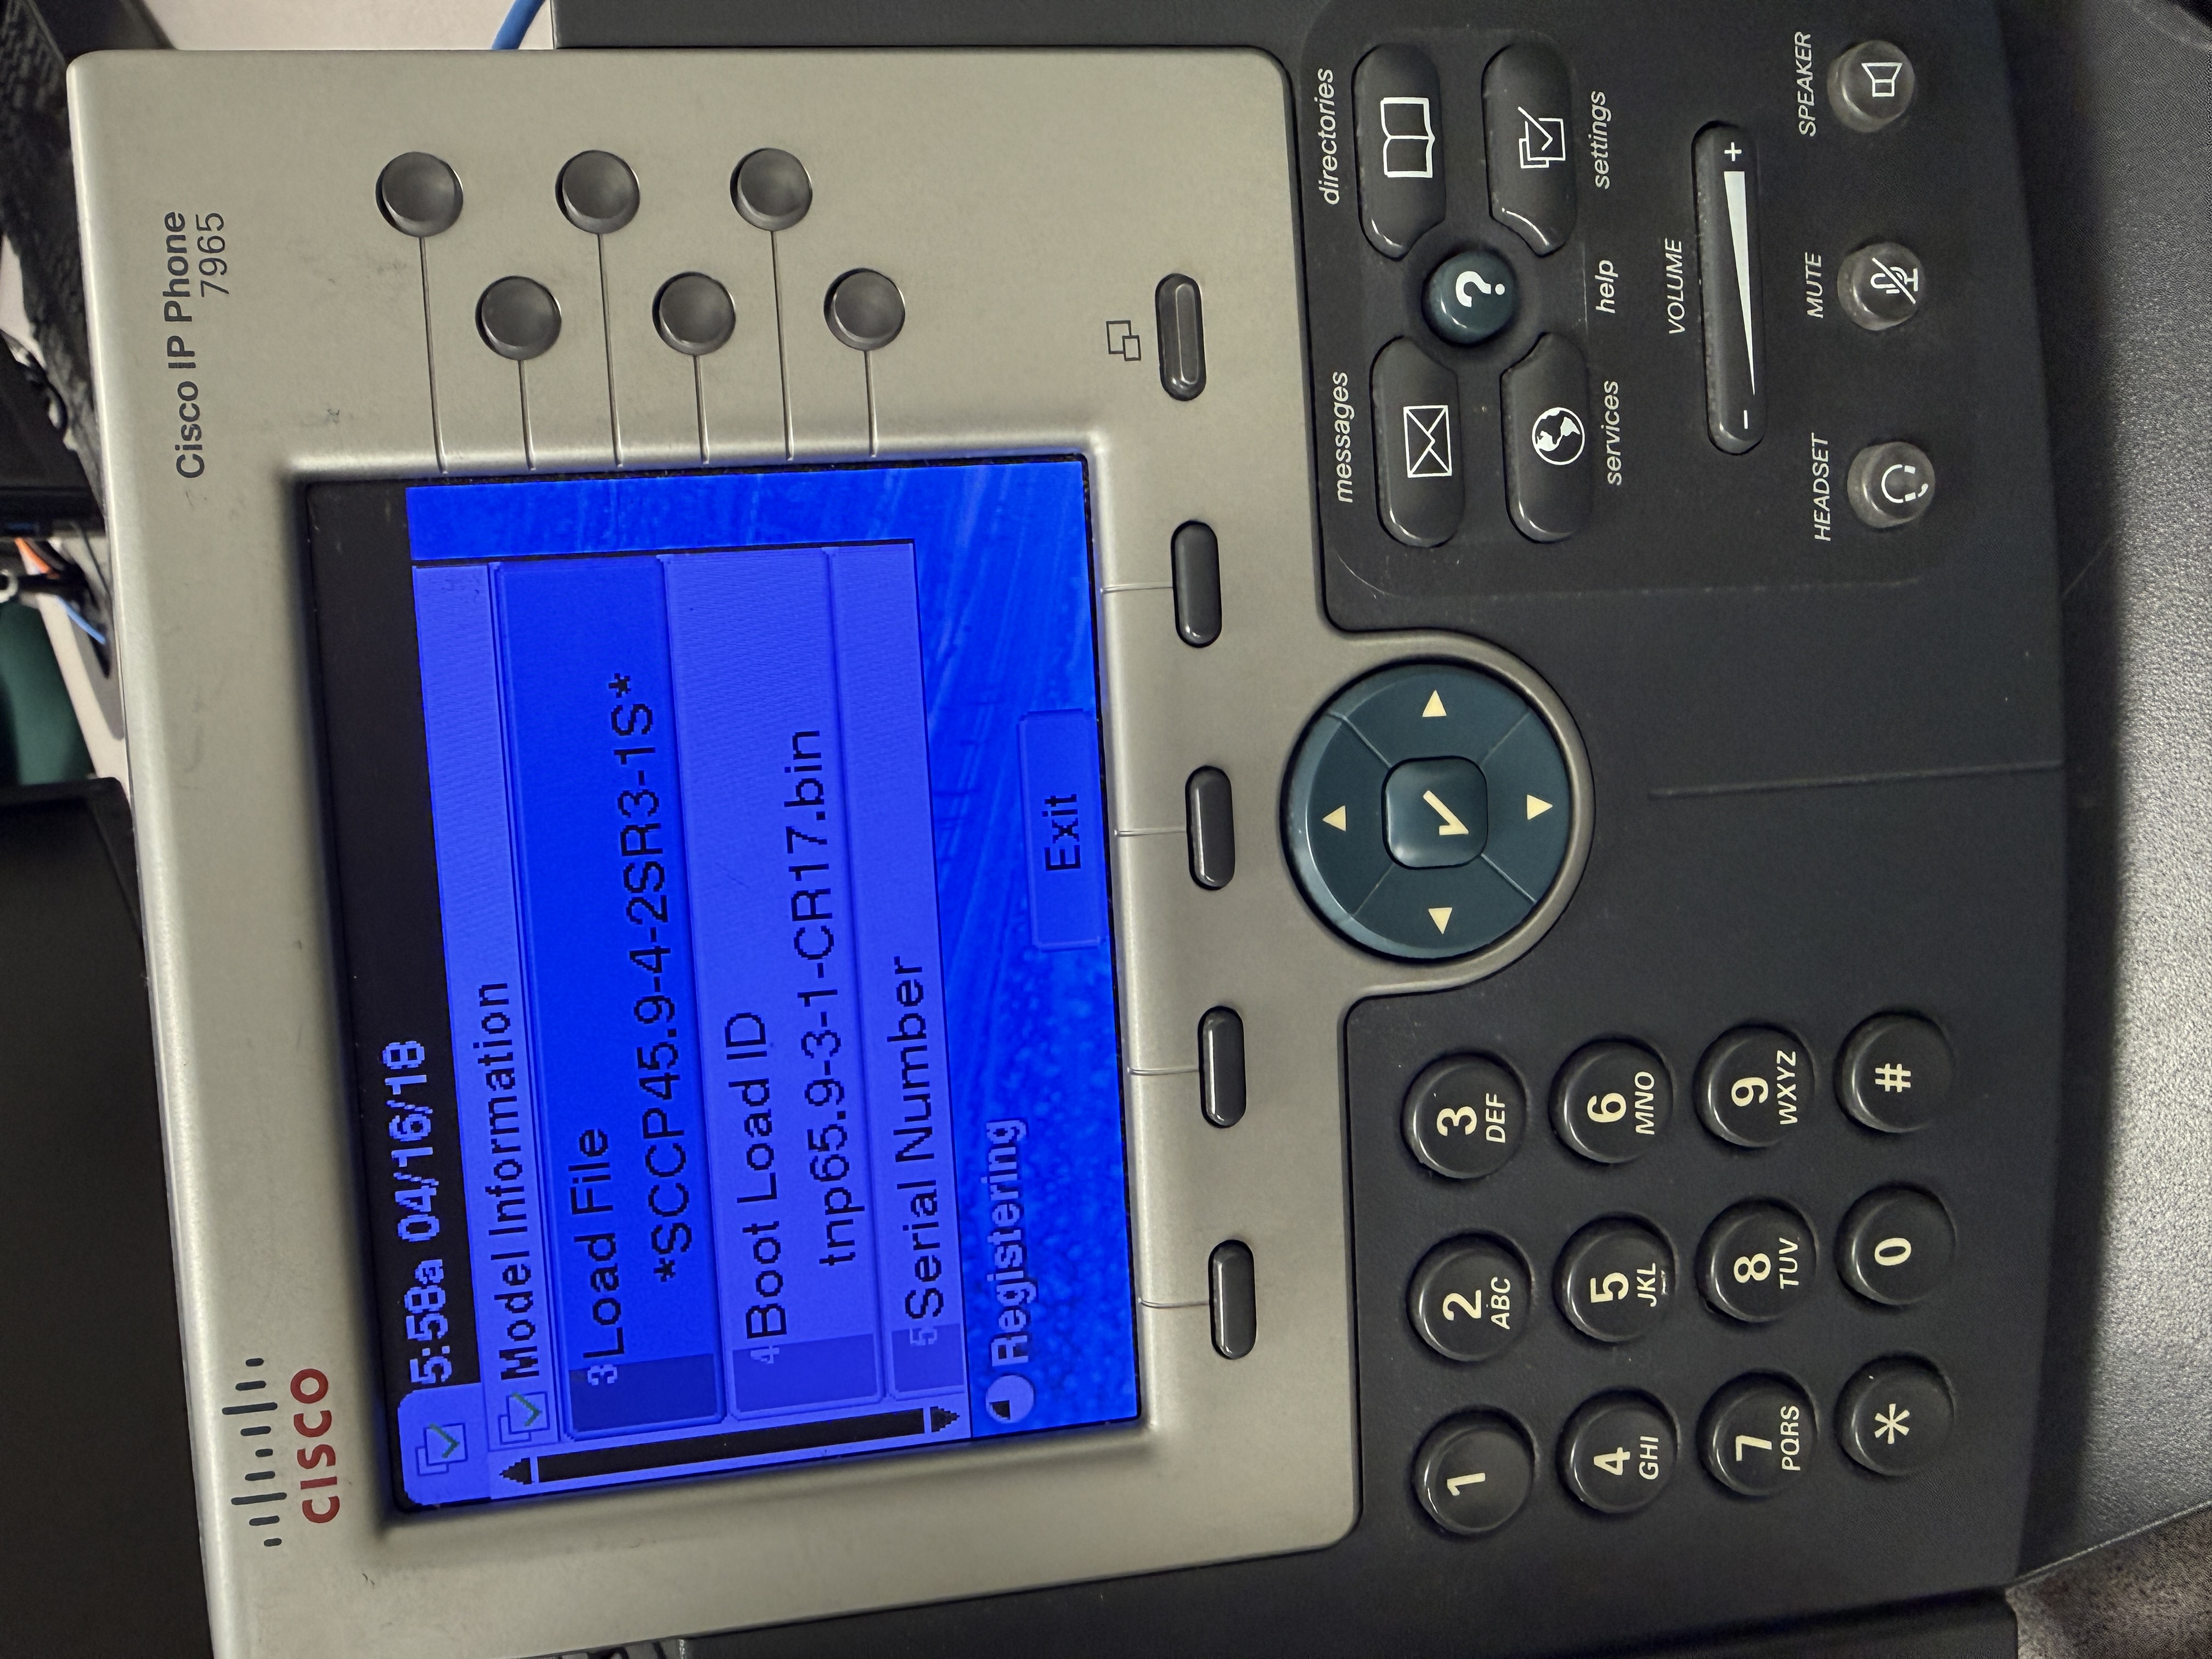 Cisco IP Phone
7965
CISCO
5:58a 04/16/18
Model Information
3 Load File
*SCCP45.9-4-2SR3-1S*
4 Boot Load ID
tnp65.9-3-1-CR17.bin
5 Serial Number
Registering
Exit
messages
directories
?
services
help
settings
1
2
ABC
3
DEF
4
GHI
5
JKL
6
MNO
7
PQRS
8
TUV
9
WXYZ
*
0
#
VOLUME
- +
HEADSET
MUTE
SPEAKER